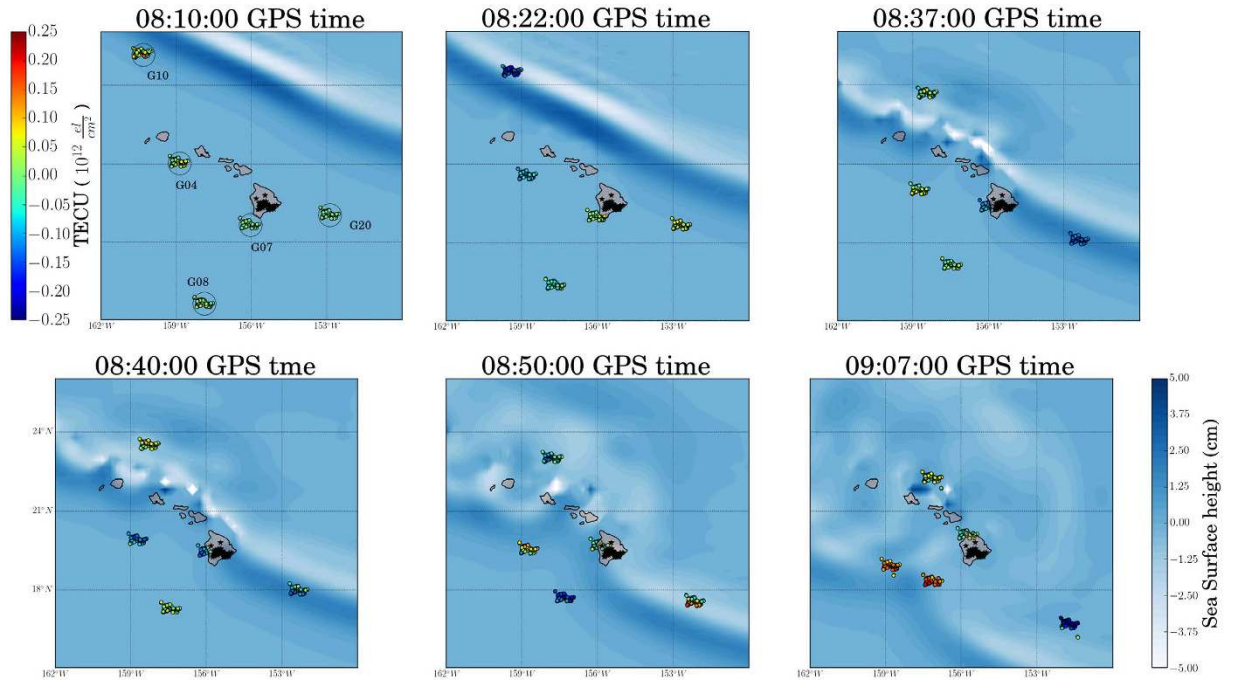 08:10:00 GPS time
08:22:00 GPS time
08:37:00 GPS time
0.25
0.20
0.15
0.10
0.05
0.00
−0.05
−0.10
−0.15
−0.20
−0.25
TECU ( 10^12 el/cm^2 )
G10
G04
G20
G07
G08
162°W
159°W
156°W
153°W
162°W
159°W
156°W
153°W
162°W
159°W
156°W
153°W
08:40:00 GPS tme
08:50:00 GPS time
09:07:00 GPS time
24°N
21°N
18°N
162°W
159°W
156°W
153°W
162°W
159°W
156°W
153°W
162°W
159°W
156°W
153°W
5.00
3.75
2.50
1.25
0.00
−1.25
−2.50
−3.75
−5.00
Sea Surface height (cm)